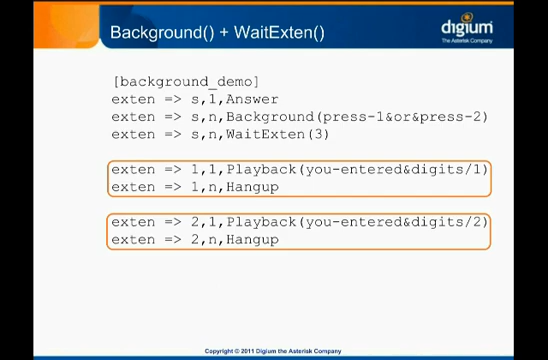 Background() + WaitExten()
digium
The Asterisk Company
[background_demo]
exten => s,1,Answer
exten => s,n,Background(press-1&or&press-2)
exten => s,n,WaitExten(3)
exten => 1,1,Playback(you-entered&digits/1)
exten => 1,n,Hangup
exten => 2,1,Playback(you-entered&digits/2)
exten => 2,n,Hangup
Copyright © 2011 Digium the Asterisk Company